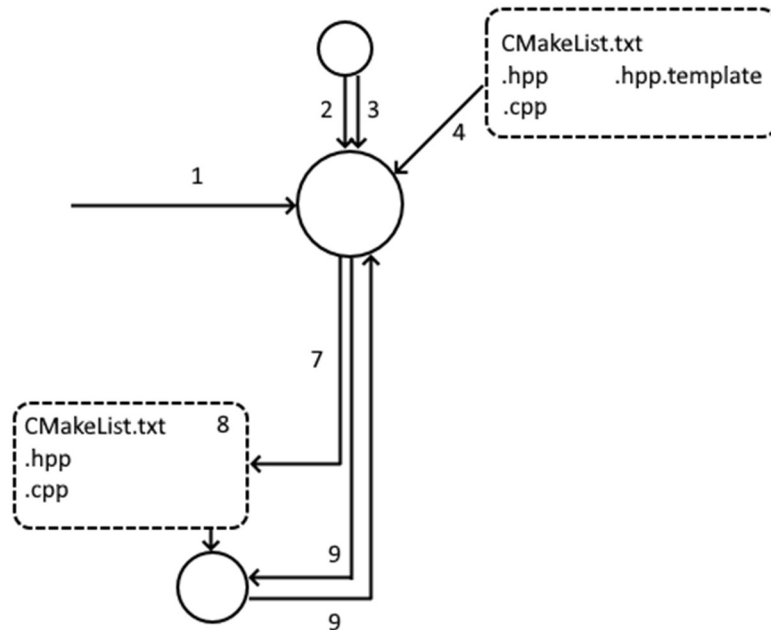 CMakeList.txt
.hpp .hpp.template
.cpp
2 3
4
1
7
CMakeList.txt 8
.hpp
.cpp
9
9